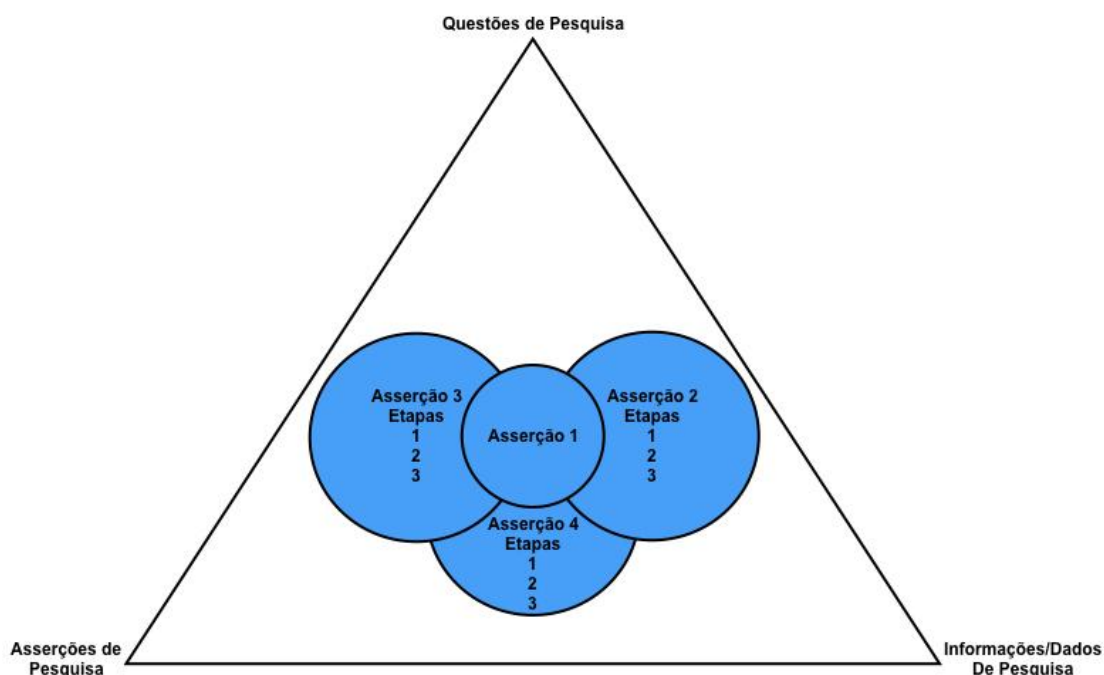 Questões de Pesquisa
Asserção 3
Etapas
1
2
3
Asserção 1
Asserção 2
Etapas
1
2
3
Asserção 4
Etapas
1
2
3
Asserções de
Pesquisa
Informações/Dados
De Pesquisa